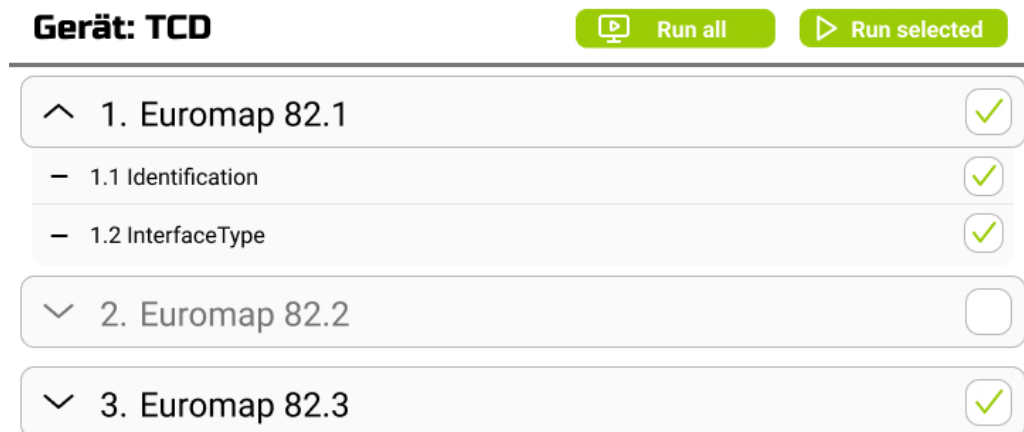 Gerät: TCD
Run all
Run selected
1. Euromap 82.1
1.1 Identification
1.2 InterfaceType
2. Euromap 82.2
3. Euromap 82.3